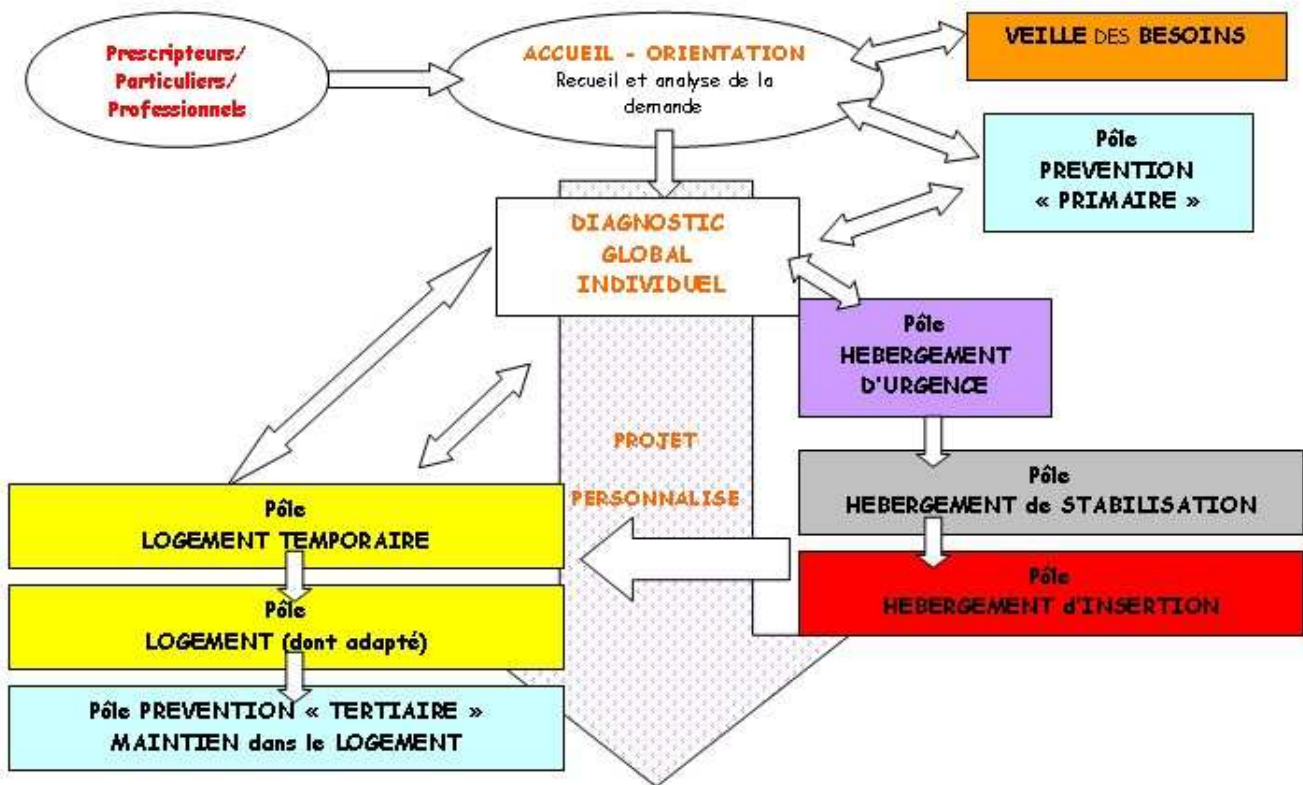 Prescripteurs/
Particuliers/
Professionnels
ACCUEIL - ORIENTATION
Recueil et analyse de la
demande
VEILLE DES BESOINS
Pôle
PREVENTION
« PRIMAIRE »
DIAGNOSTIC
GLOBAL
INDIVIDUEL
Pôle
HEBERGEMENT
D'URGENCE
PROJET
PERSONNALISE
Pôle
HEBERGEMENT de STABILISATION
Pôle
HEBERGEMENT d'INSERTION
Pôle
LOGEMENT TEMPORAIRE
Pôle
LOGEMENT (dont adapté)
Pôle PREVENTION « TERTIAIRE »
MAINTIEN dans le LOGEMENT